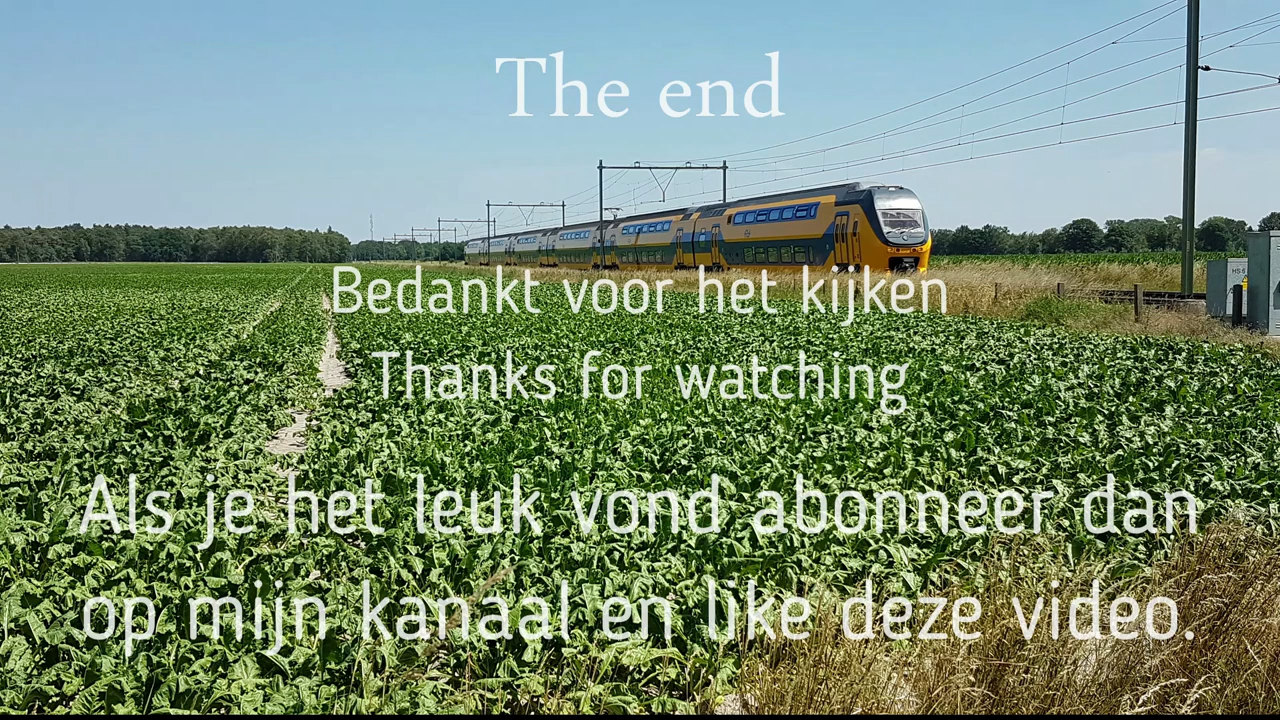 The end
Bedankt voor het kijken
Thanks for watching
Als je het leuk vond abonneer dan
op mijn kanaal en like deze video.